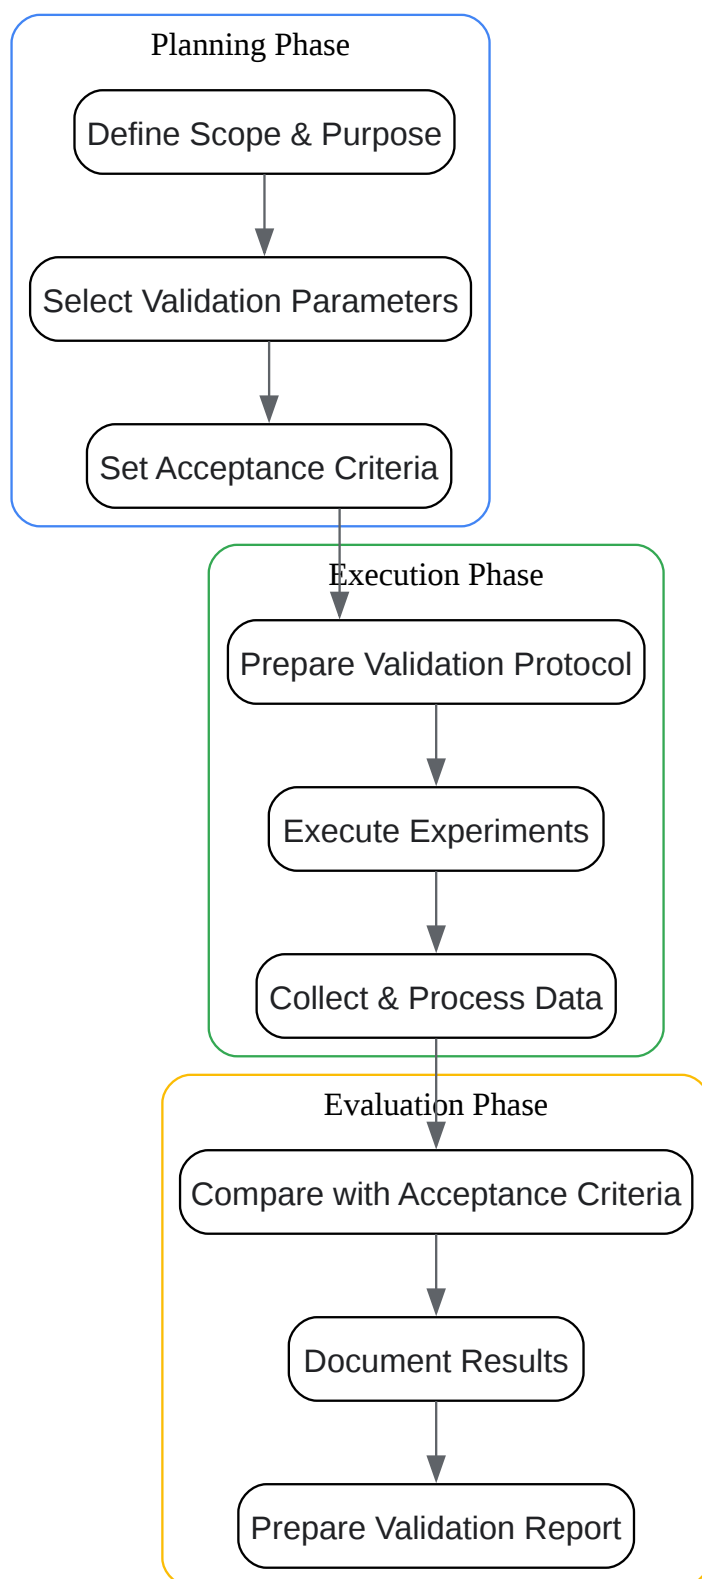 Planning Phase
Define Scope & Purpose
Select Validation Parameters
Set Acceptance Criteria
Execution Phase
Prepare Validation Protocol
Execute Experiments
Collect & Process Data
Evaluation Phase
Compare with Acceptance Criteria
Document Results
Prepare Validation Report